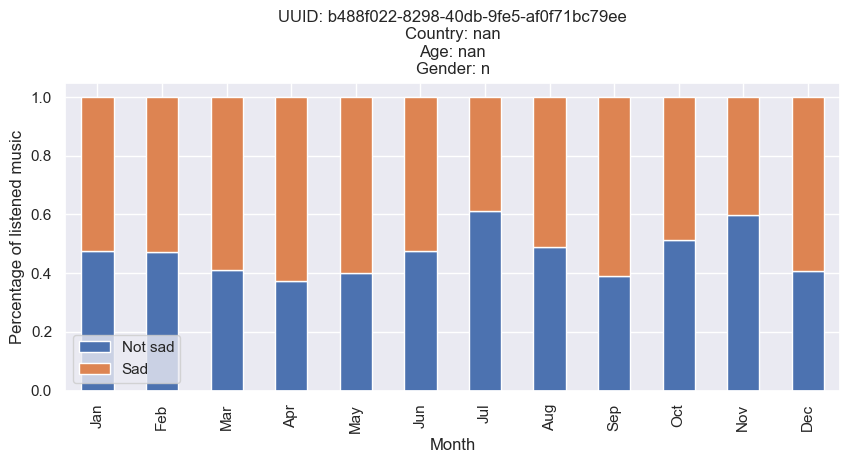 UUID: b488f022-8298-40db-9fe5-af0f71bc79ee
Country: nan
Age: nan
Gender: n
Percentage of listened music
1.0
0.8
0.6
0.4
0.2
0.0
Not sad
Sad
Jan
Feb
Mar
Apr
May
Jun
Jul
Aug
Sep
Oct
Nov
Dec
Month